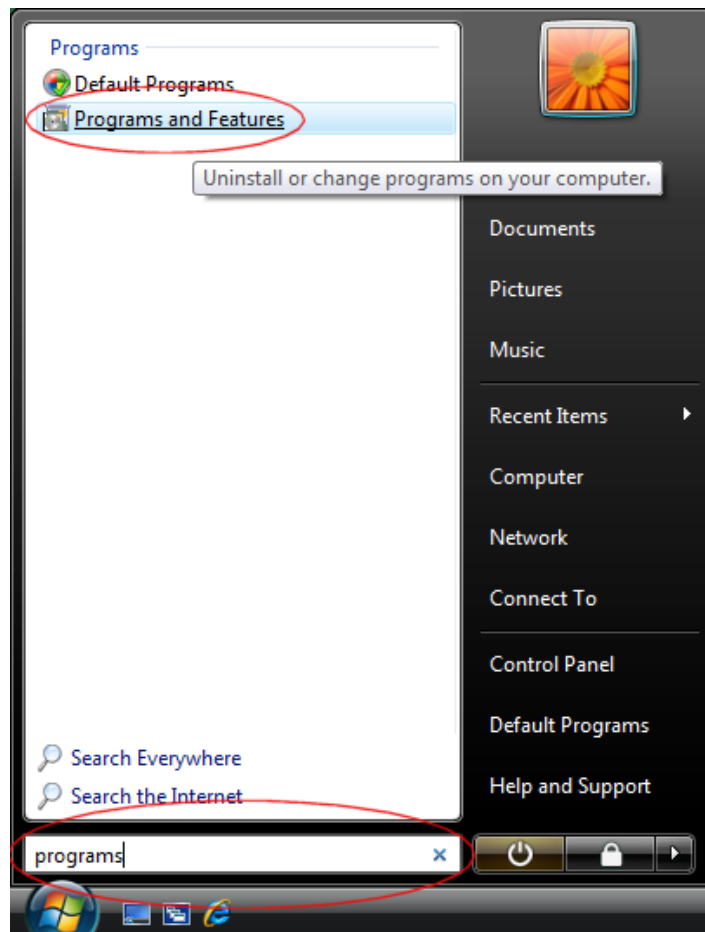 Programs
Default Programs
Programs and Features
Uninstall or change programs on your computer.
Documents
Pictures
Music
Recent Items
Computer
Network
Connect To
Control Panel
Default Programs
Help and Support
Search Everywhere
Search the Internet
programs